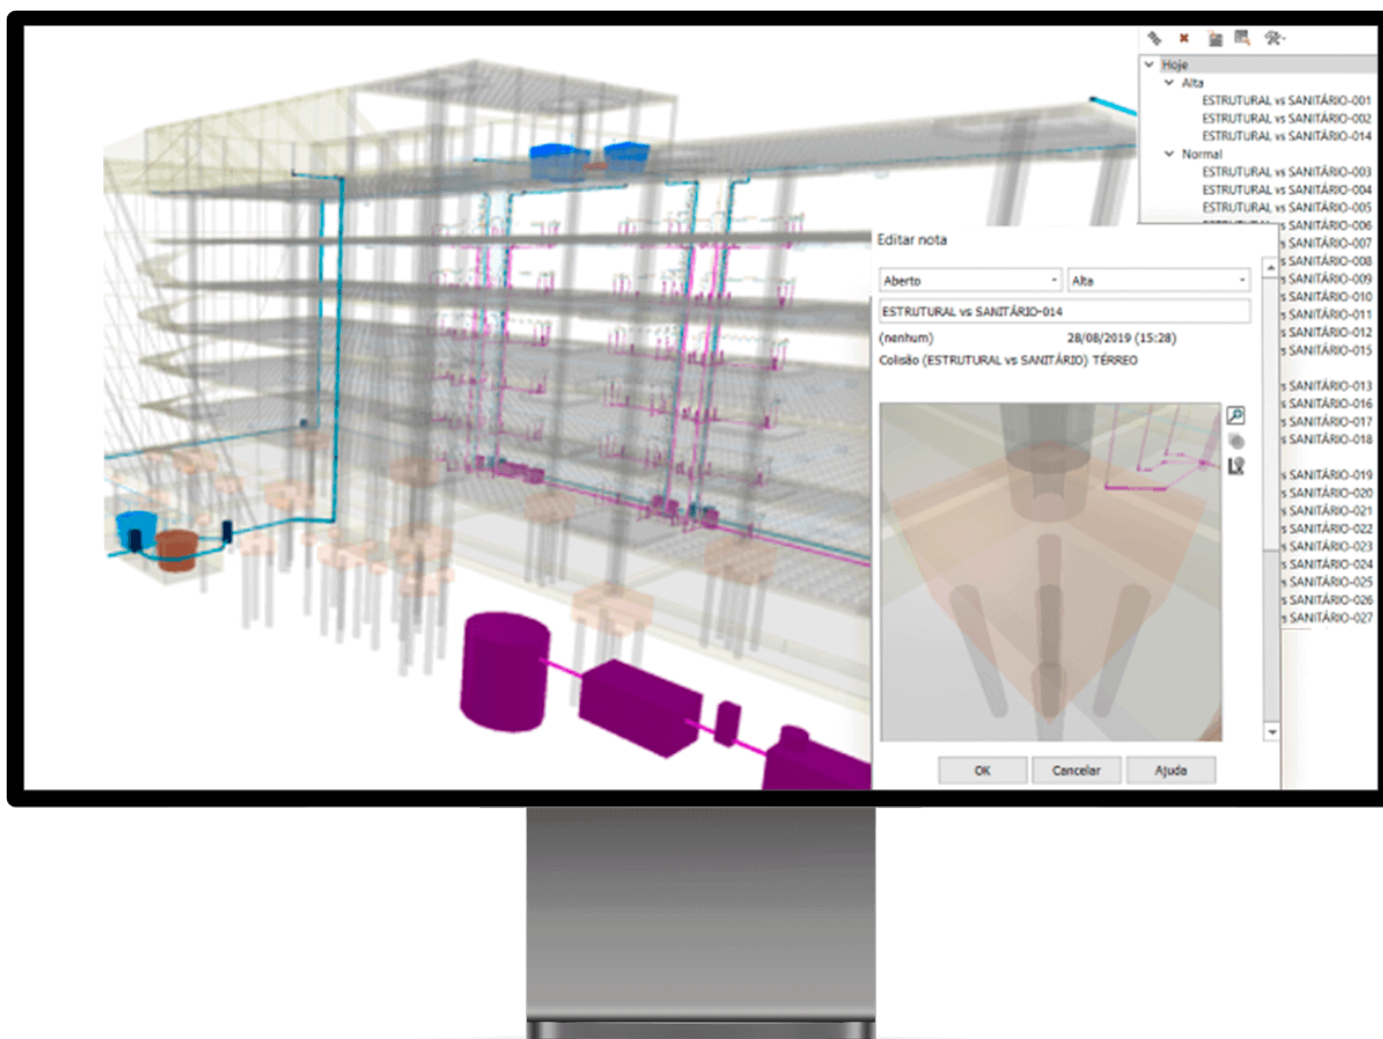 Hoje
Alta
ESTRUTURAL vs SANITÁRIO-001
ESTRUTURAL vs SANITÁRIO-002
ESTRUTURAL vs SANITÁRIO-014
Normal
ESTRUTURAL vs SANITÁRIO-003
ESTRUTURAL vs SANITÁRIO-004
ESTRUTURAL vs SANITÁRIO-005
ESTRUTURAL vs SANITÁRIO-006
s SANITÁRIO-007
s SANITÁRIO-008
s SANITÁRIO-009
s SANITÁRIO-010
s SANITÁRIO-011
s SANITÁRIO-012
s SANITÁRIO-015
s SANITÁRIO-013
s SANITÁRIO-016
s SANITÁRIO-017
s SANITÁRIO-018
s SANITÁRIO-019
s SANITÁRIO-020
s SANITÁRIO-021
s SANITÁRIO-022
s SANITÁRIO-023
s SANITÁRIO-024
s SANITÁRIO-025
s SANITÁRIO-026
s SANITÁRIO-027
Editar nota
Aberto Alta
ESTRUTURAL vs SANITÁRIO-014
(nenhum) 28/08/2019 (15:28)
Colisão (ESTRUTURAL vs SANITÁRIO) TÉRREO
OK Cancelar Ajuda